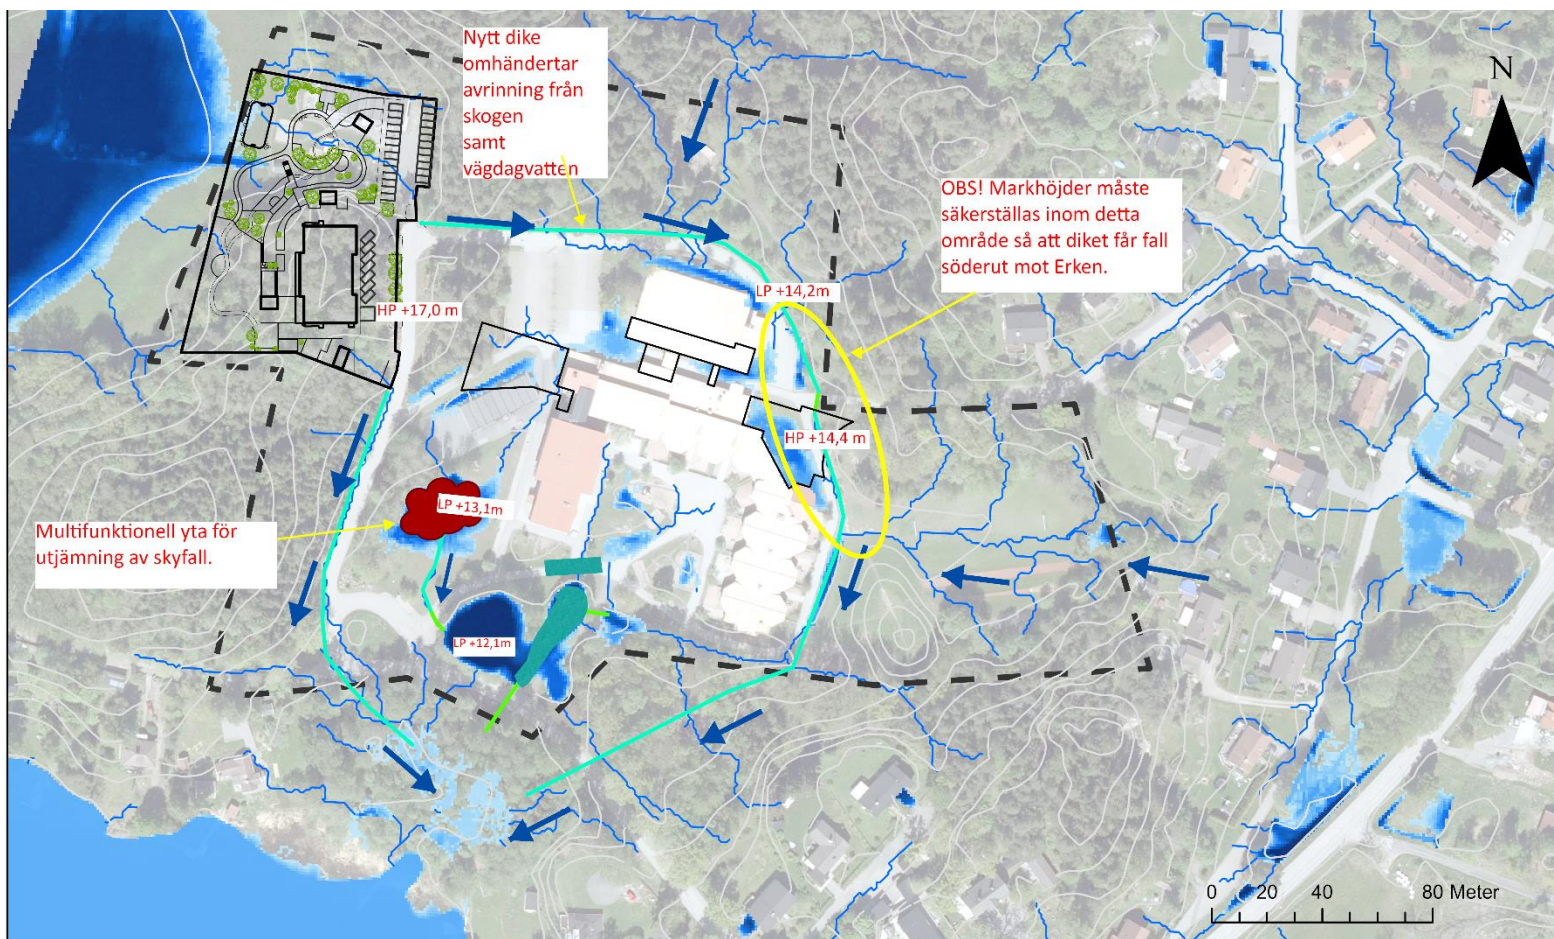 Nytt dike
omhändertar
avrinning från
skogen
samt
vägdagvatten
N
OBS! Markhöjder måste
säkerställas inom detta
område så att diket får fall
söderut mot Erken.
LP +14,2m
HP +17,0 m
HP +14,4 m
LP +13,1m
Multifunktionell yta för
utjämning av skyfall.
LP +12,1m
0 20 40 80 Meter